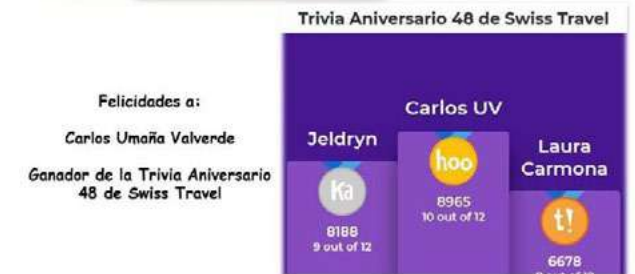 Trivia Aniversario 48 de Swiss Travel
Felicidades a:
Carlos Umaña Valverde
Ganador de la Trivia Aniversario
48 de Swiss Travel
Carlos UV
hoo
8965
10 out of 12
Jeldryn
Ka
8188
9 out of 12
Laura
Carmona
t!
6678